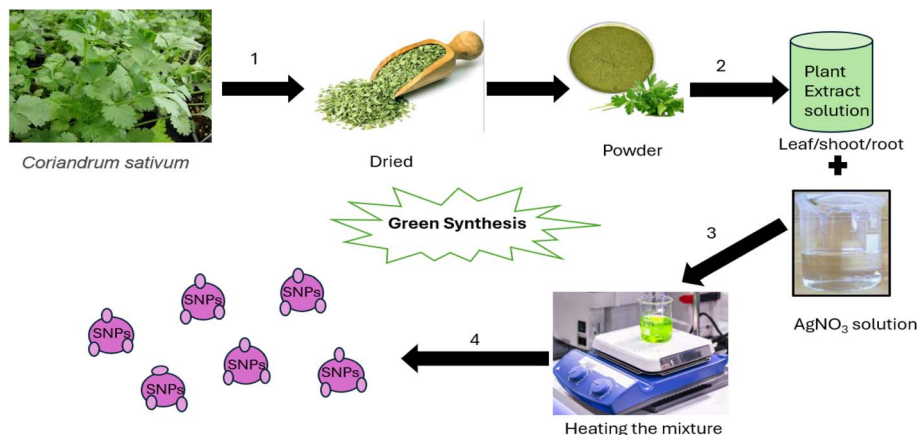 1
2
Plant
Extract
solution
Coriandrum sativum
Dried
Powder
Leaf/shoot/root
+
Green Synthesis
3
SNPs
SNPs
SNPs
SNPs
SNPs
SNPs
4
AgNO₃ solution
Heating the mixture